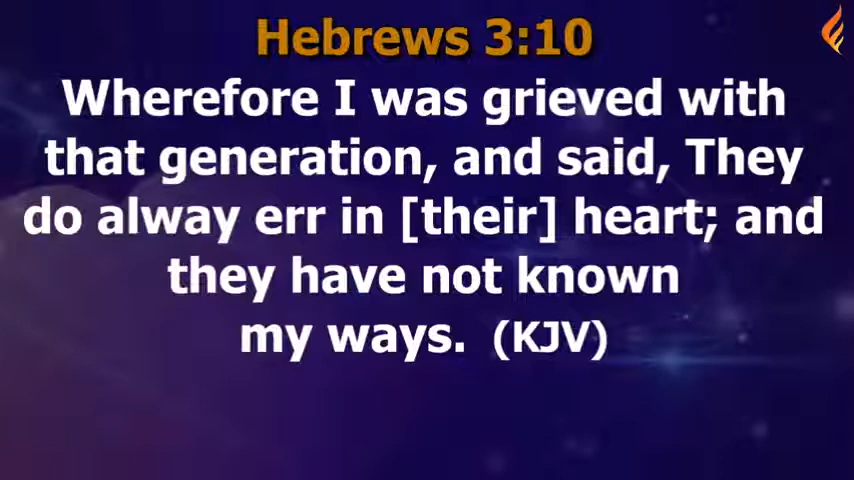 Hebrews 3:10
Wherefore I was grieved with
that generation, and said, They
do alway err in [their] heart; and
they have not known
my ways. (KJV)